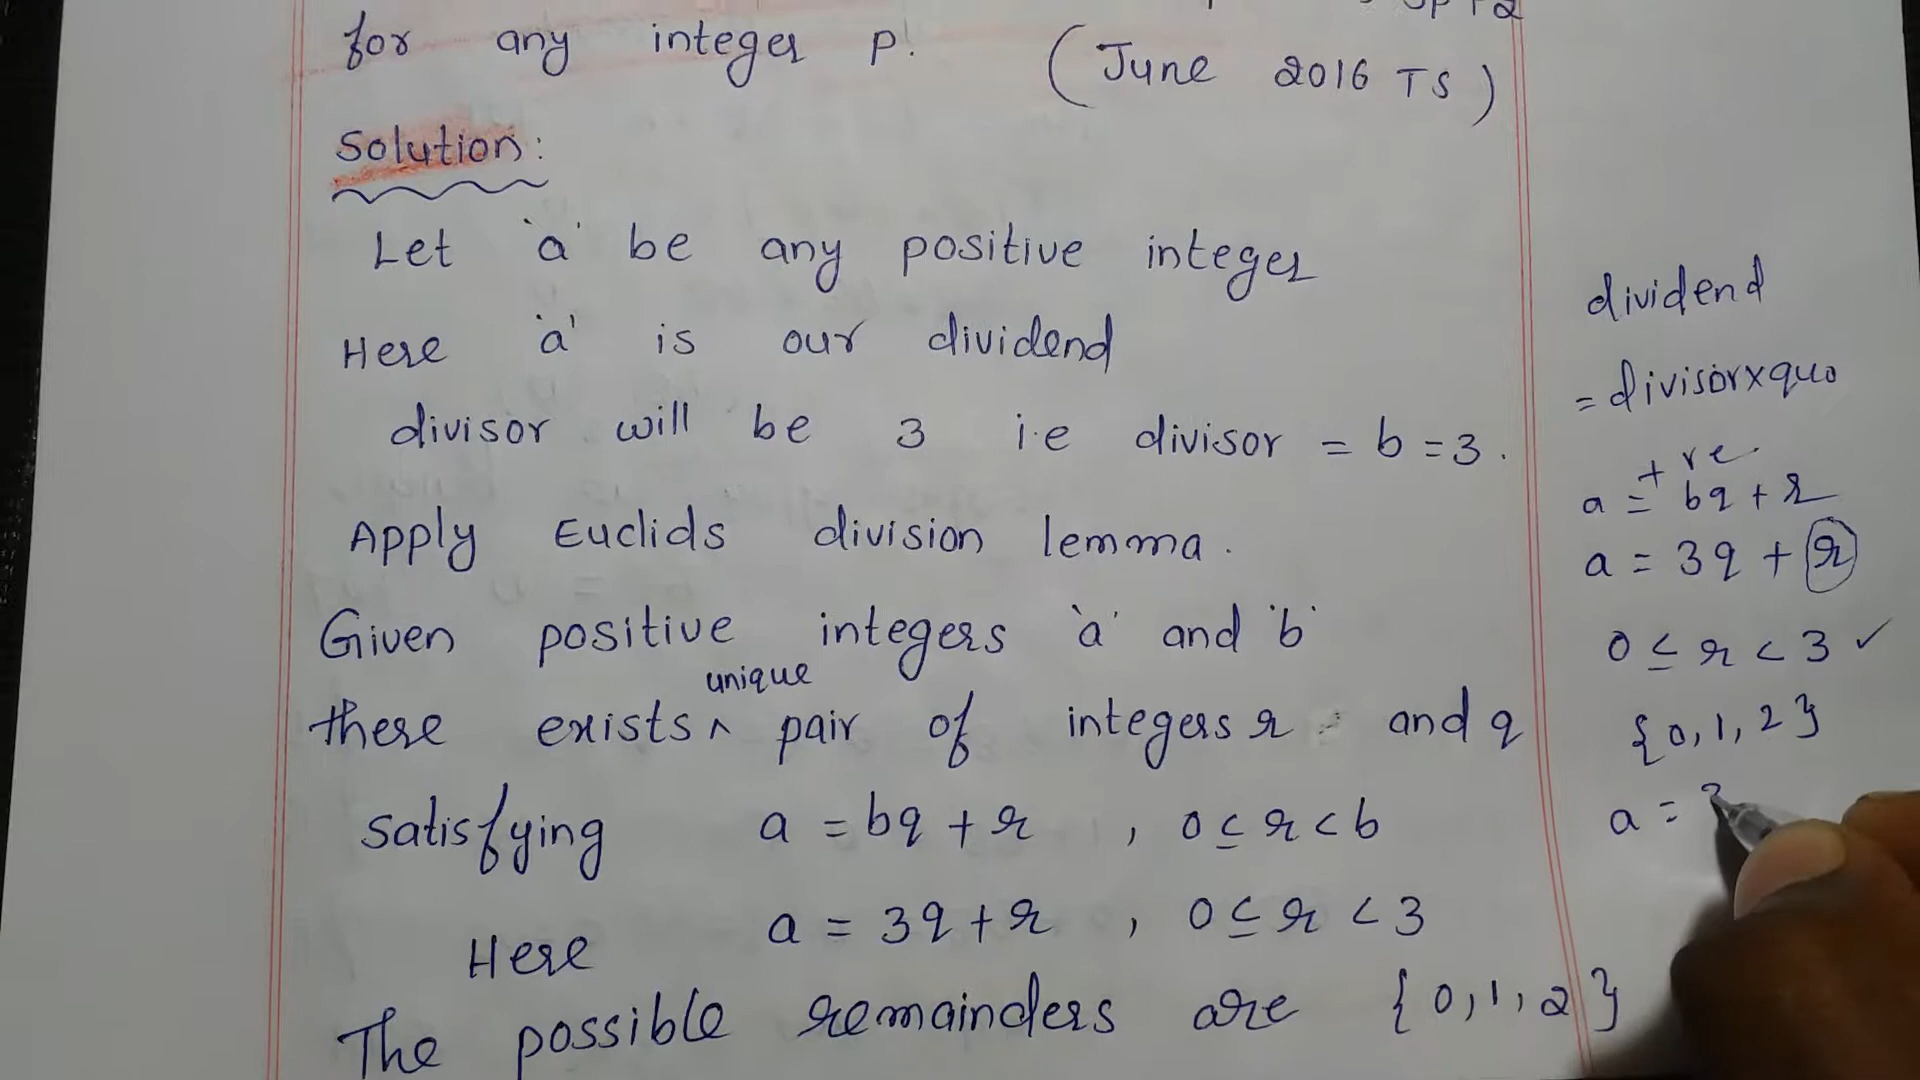 3p+2
for any integer p.
(June 2016 TS)
Solution:
Let 'a' be any positive integer
Here 'a' is our dividend
divisor will be 3 i.e divisor = b = 3.
Apply Euclids division lemma.
Given positive integers 'a' and 'b'
unique
there exists ^ pair of integers r and q
satisfying a = bq + r , 0 ≤ r < b
a = 3q + r , 0 ≤ r < 3
Here
The possible remainders are {0, 1, 2}
dividend
= divisor×quo
+ re.
a = bq + r
a = 3q + r
0 ≤ r < 3 ✓
{0, 1, 2}
a =